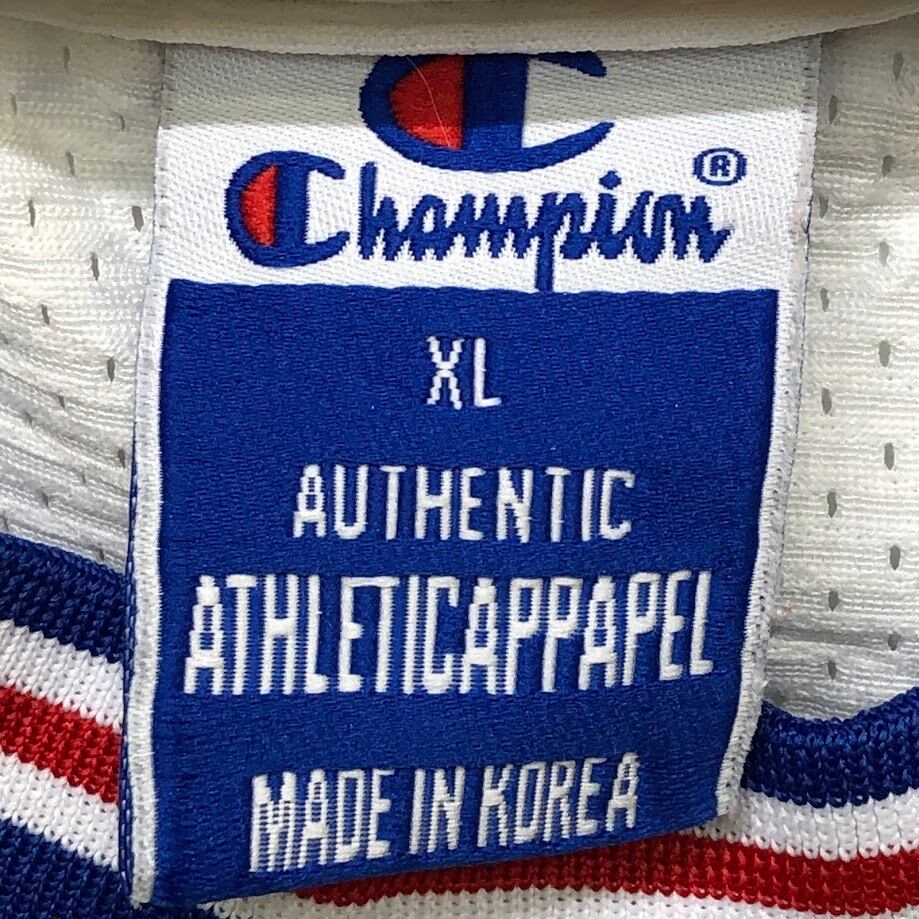 Champion®
XL
AUTHENTIC
ATHLETICAPPAPEL
MADE IN KOREA